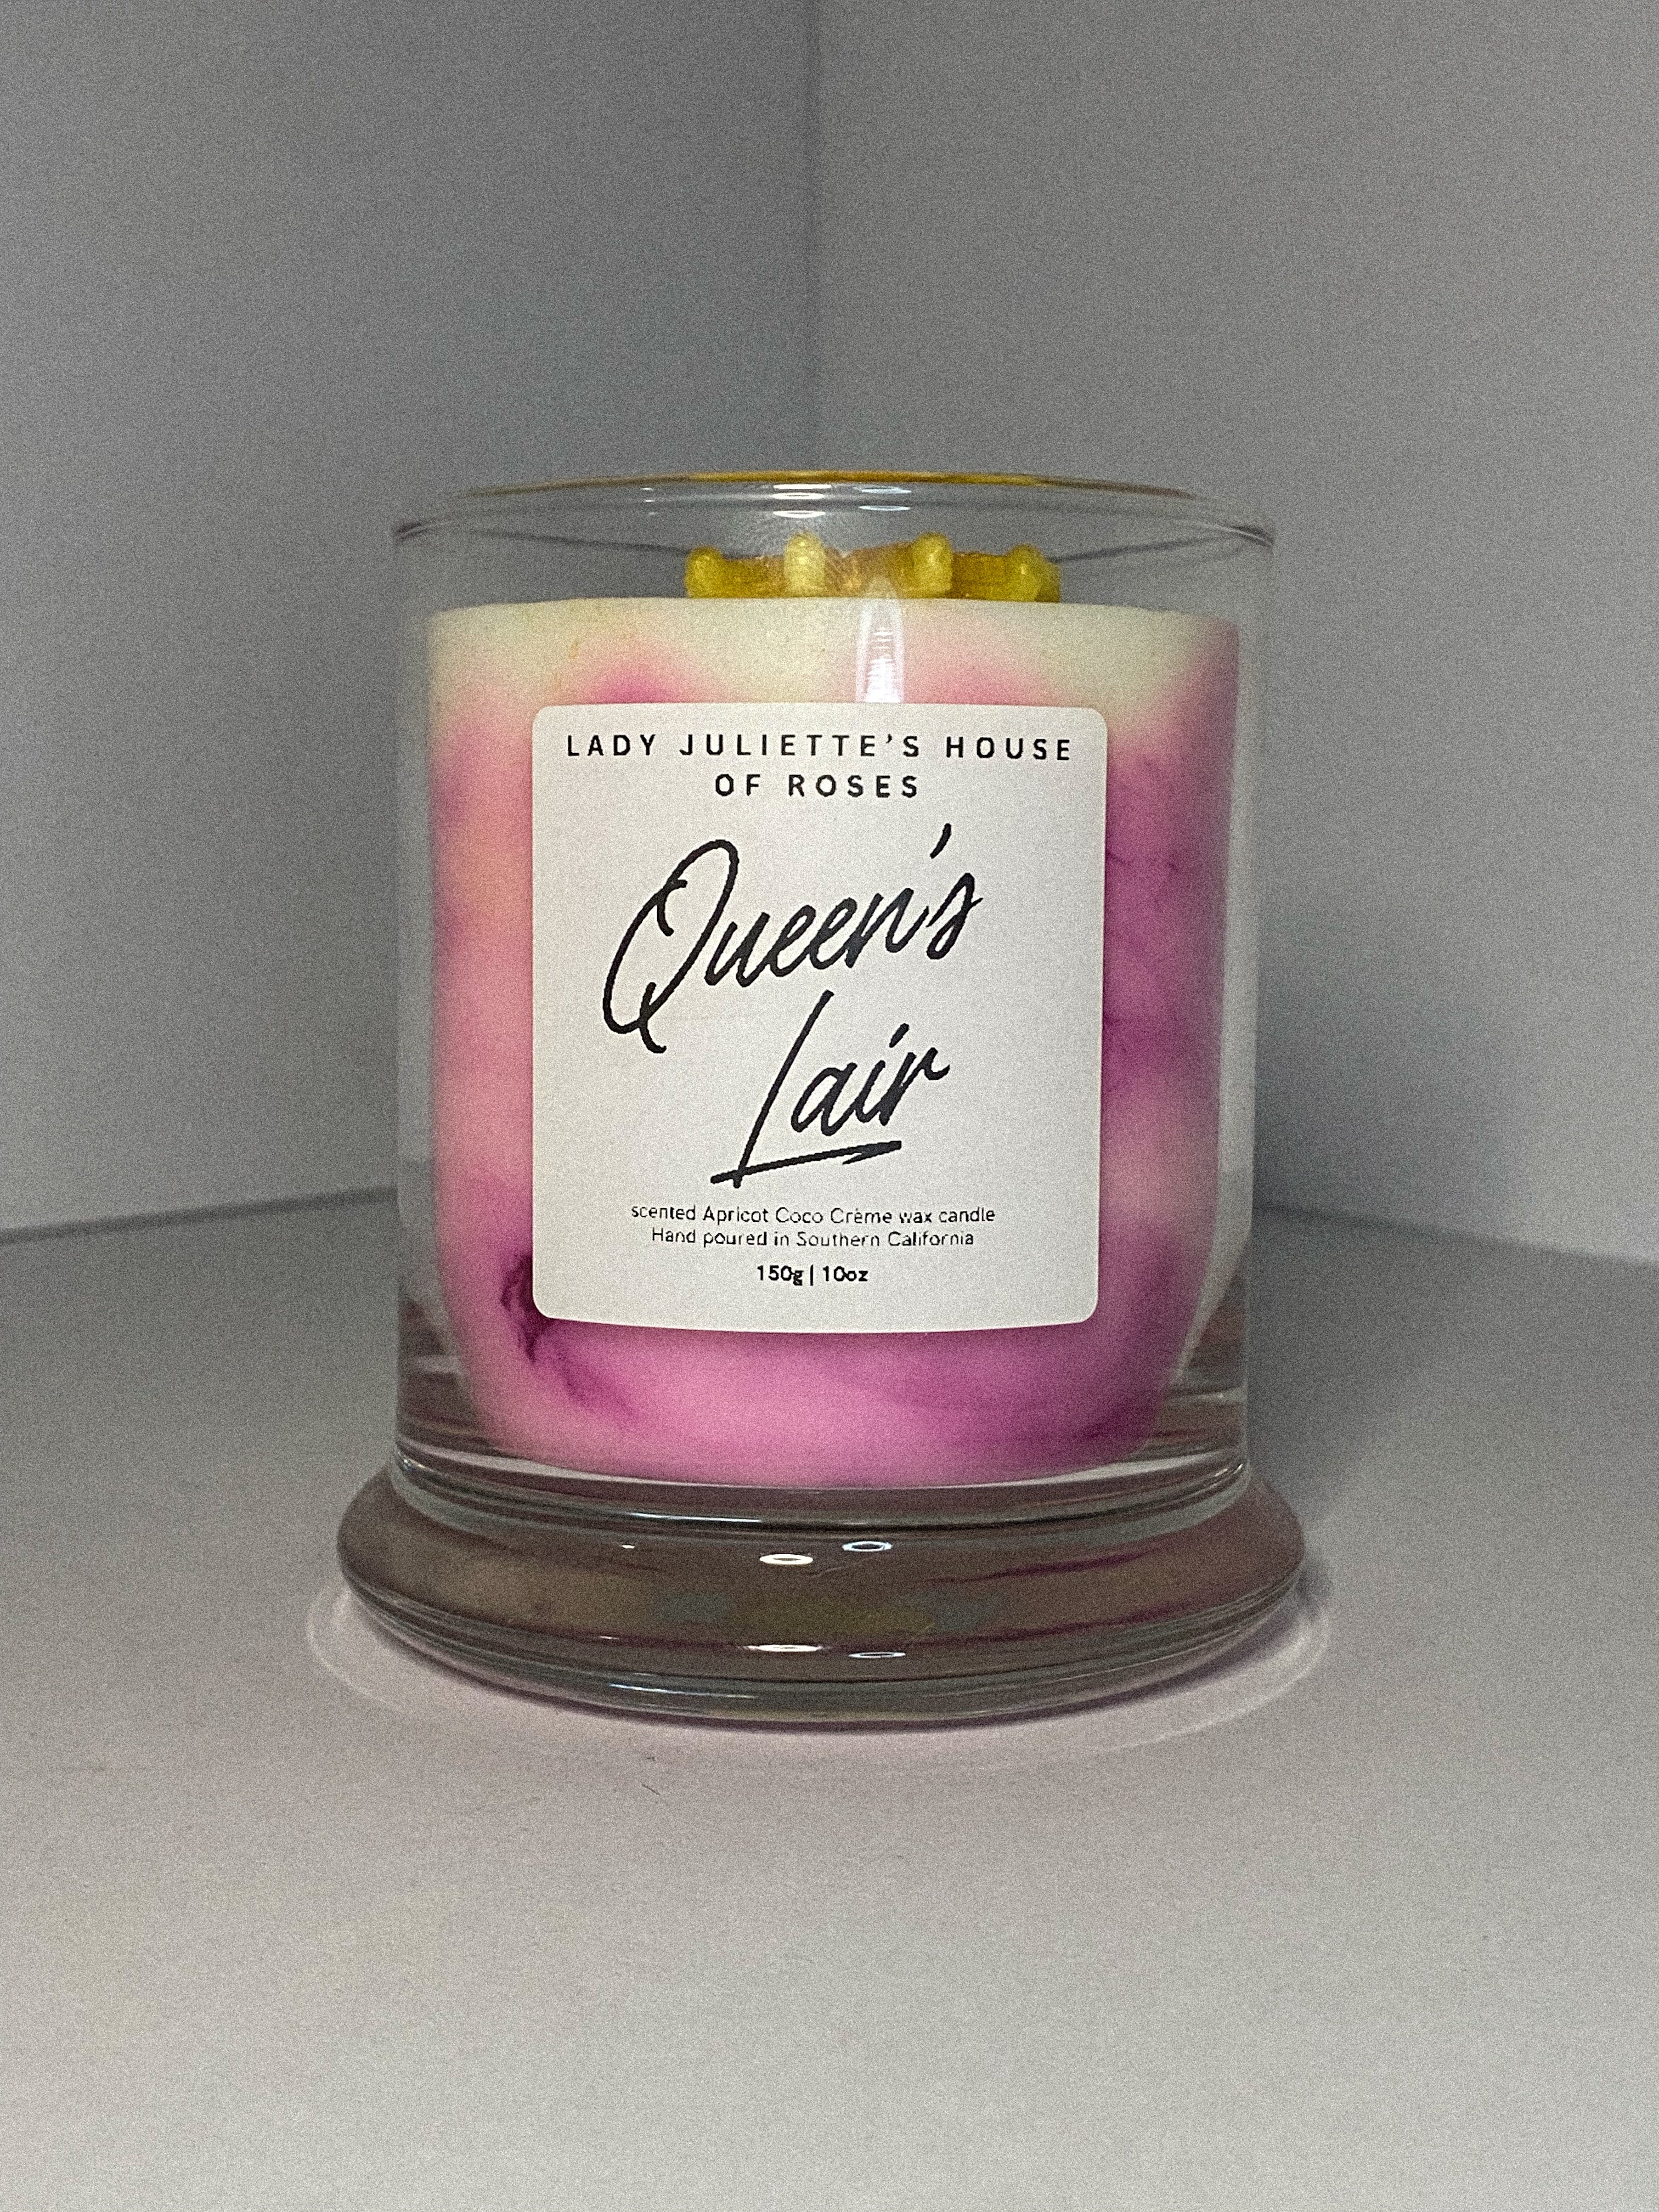 LADY JULIETTE’S HOUSE
OF ROSES
Queen's
Lair
scented Apricot Coco Crème wax candle
Hand poured in Southern California
150g | 10oz